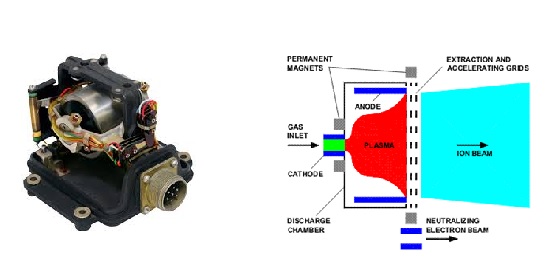 PERMANENT
MAGNETS
EXTRACTION AND
ACCELERATING GRIDS
ANODE
GAS
INLET
PLASMA
ION BEAM
CATHODE
DISCHARGE
CHAMBER
NEUTRALIZING
ELECTRON BEAM